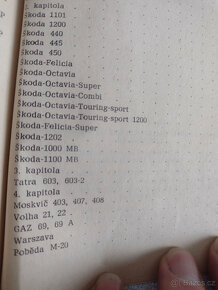 2. kapitola
Škoda 1101
Škoda 1200
Škoda 440
Škoda 445
Škoda 450
Škoda-Felicia
Škoda-Octavia
Škoda-Octavia-Super
Škoda-Octavia-Combi
Škoda-Octavia-Touring-sport
Škoda-Octavia-Touring-sport 1200
Škoda-Felicia-Super
Škoda-1202
Škoda-1000 MB
Škoda-1100 MB
3. kapitola
Tatra 603, 603-2
4. kapitola
Moskvič 403, 407, 408
Volha 21, 22
GAZ 69, 69 A
Warszawa
Poběda M-20